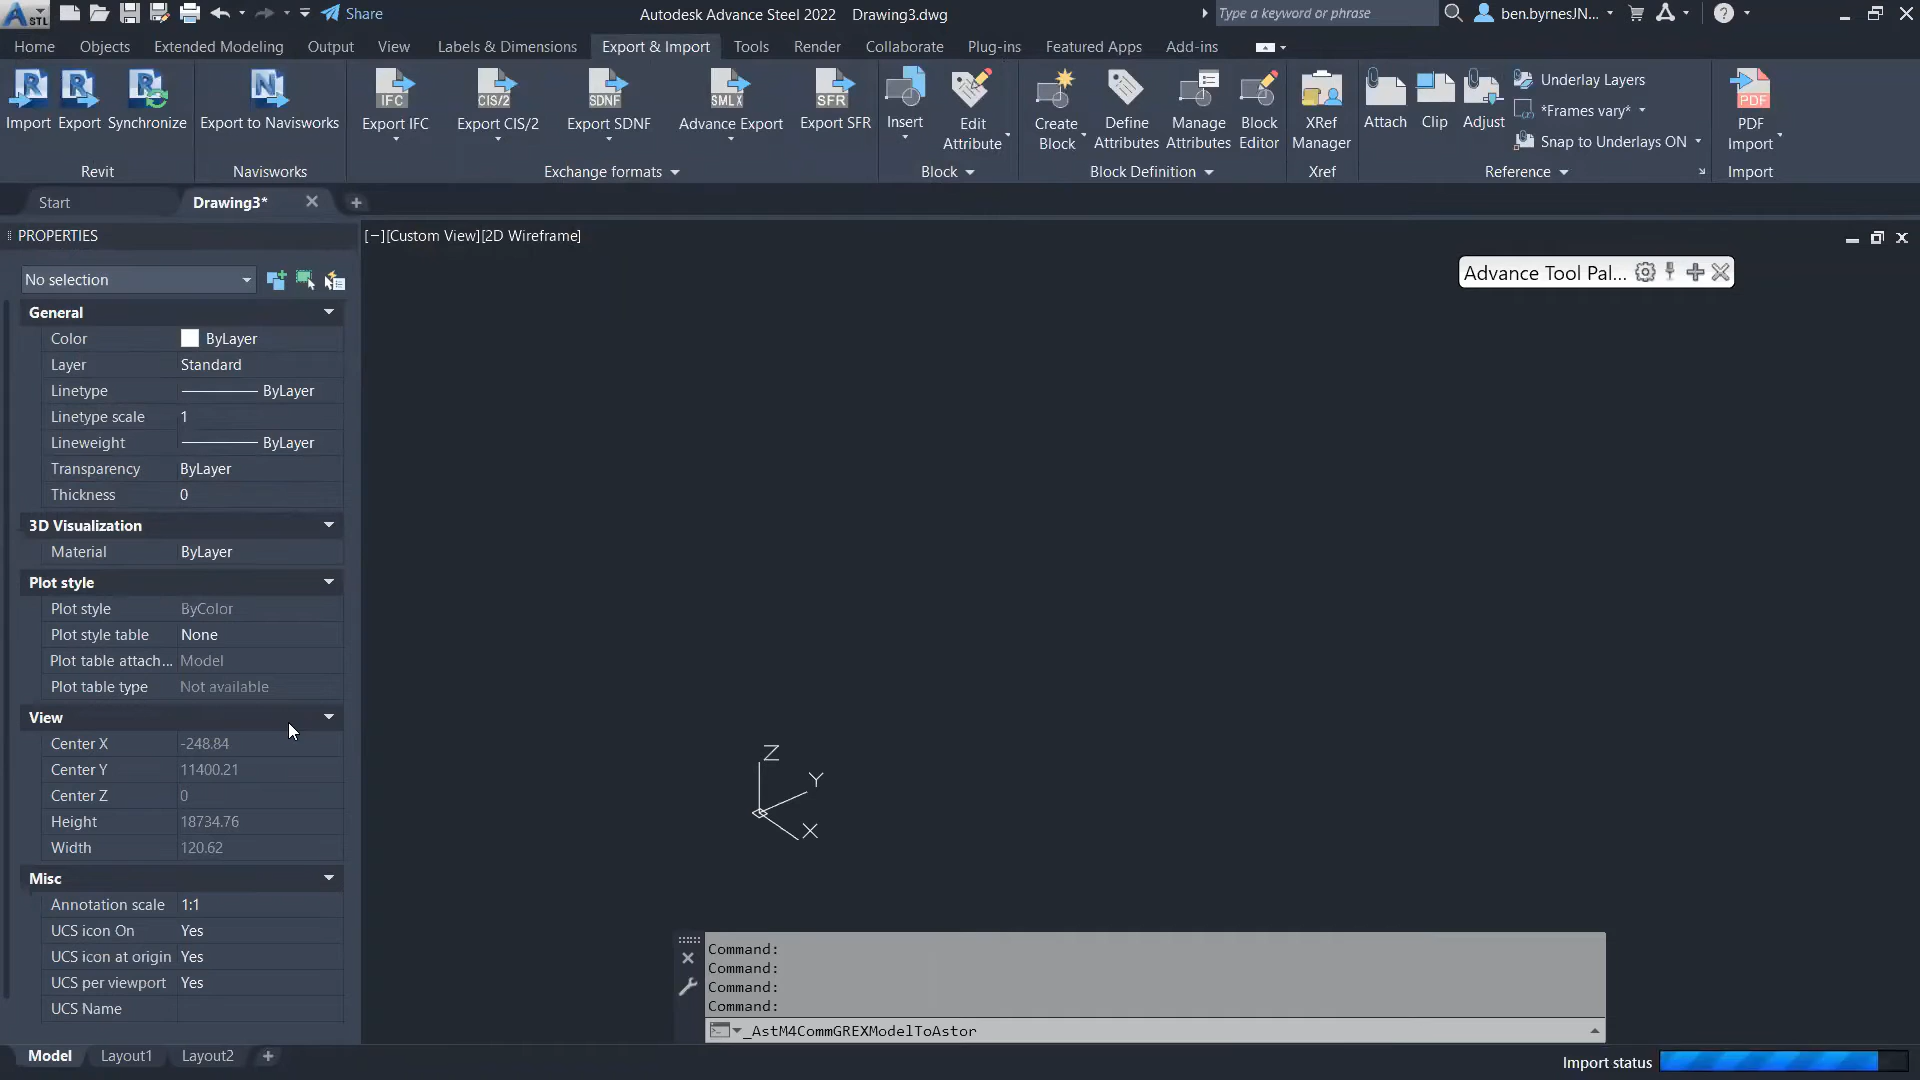 STL
Share
Autodesk Advance Steel 2022 Drawing3.dwg
Type a keyword or phrase
ben.byrnesJN...
Home Objects Extended Modeling Output View Labels & Dimensions Export & Import Tools Render Collaborate Plug-ins Featured Apps Add-ins
IFC CIS/2 SDNF SMLX SFR PDF
Import Export Synchronize Export to Navisworks Export IFC Export CIS/2 Export SDNF Advance Export Export SFR Insert Edit Attribute Create Block Define Attributes Manage Attributes Block Editor XRef Manager Attach Clip Adjust
Underlay Layers
*Frames vary*
Snap to Underlays ON
PDF Import
Revit Navisworks Exchange formats Block Block Definition Xref Reference Import
Start Drawing3*
PROPERTIES
[−][Custom View][2D Wireframe]
No selection
Advance Tool Pal...
General
Color ByLayer
Layer Standard
Linetype ByLayer
Linetype scale 1
Lineweight ByLayer
Transparency ByLayer
Thickness 0
3D Visualization
Material ByLayer
Plot style
Plot style ByColor
Plot style table None
Plot table attach... Model
Plot table type Not available
View
Center X -248.84
Center Y 11400.21
Center Z 0
Height 18734.76
Width 120.62
Misc
Annotation scale 1:1
UCS icon On Yes
UCS icon at origin Yes
UCS per viewport Yes
UCS Name
Z
Y
X
Command:
Command:
Command:
Command:
_AstM4CommGREXModelToAstor
Model Layout1 Layout2
Import status